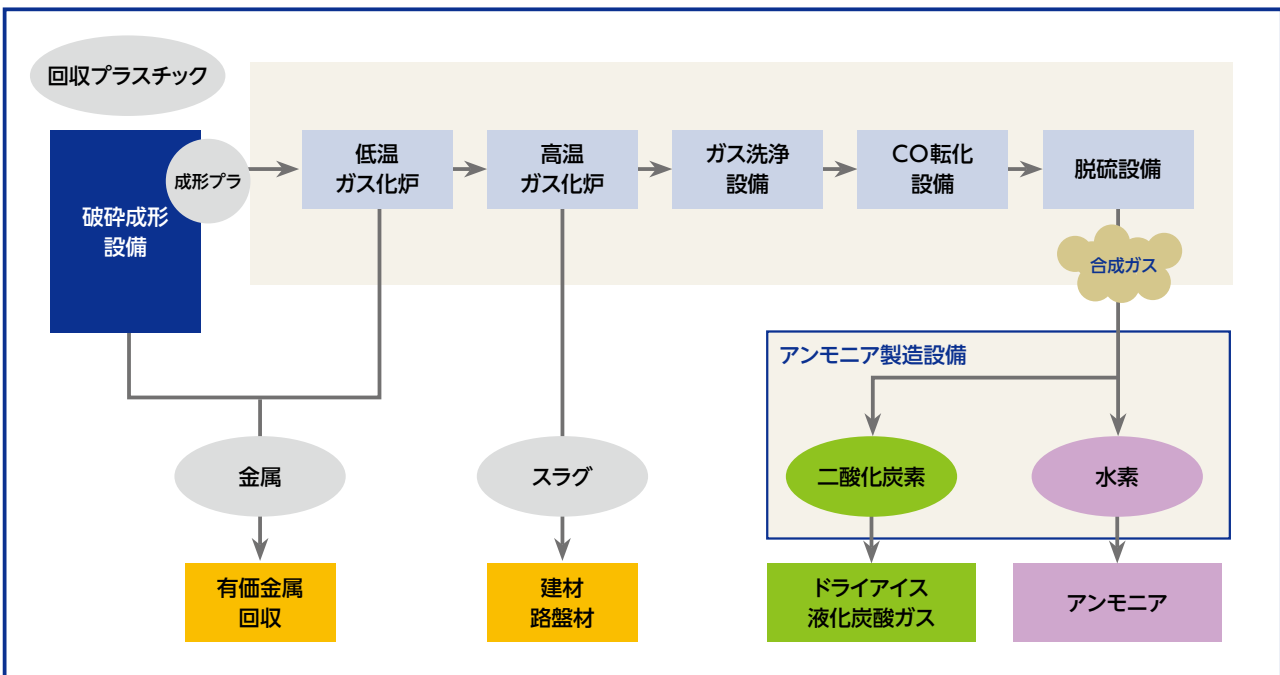 回収プラスチック
破砕成形
設備
成形プラ
低温
ガス化炉
高温
ガス化炉
ガス洗浄
設備
CO転化
設備
脱硫設備
合成ガス
アンモニア製造設備
金属
スラグ
二酸化炭素
水素
有価金属
回収
建材
路盤材
ドライアイス
液化炭酸ガス
アンモニア